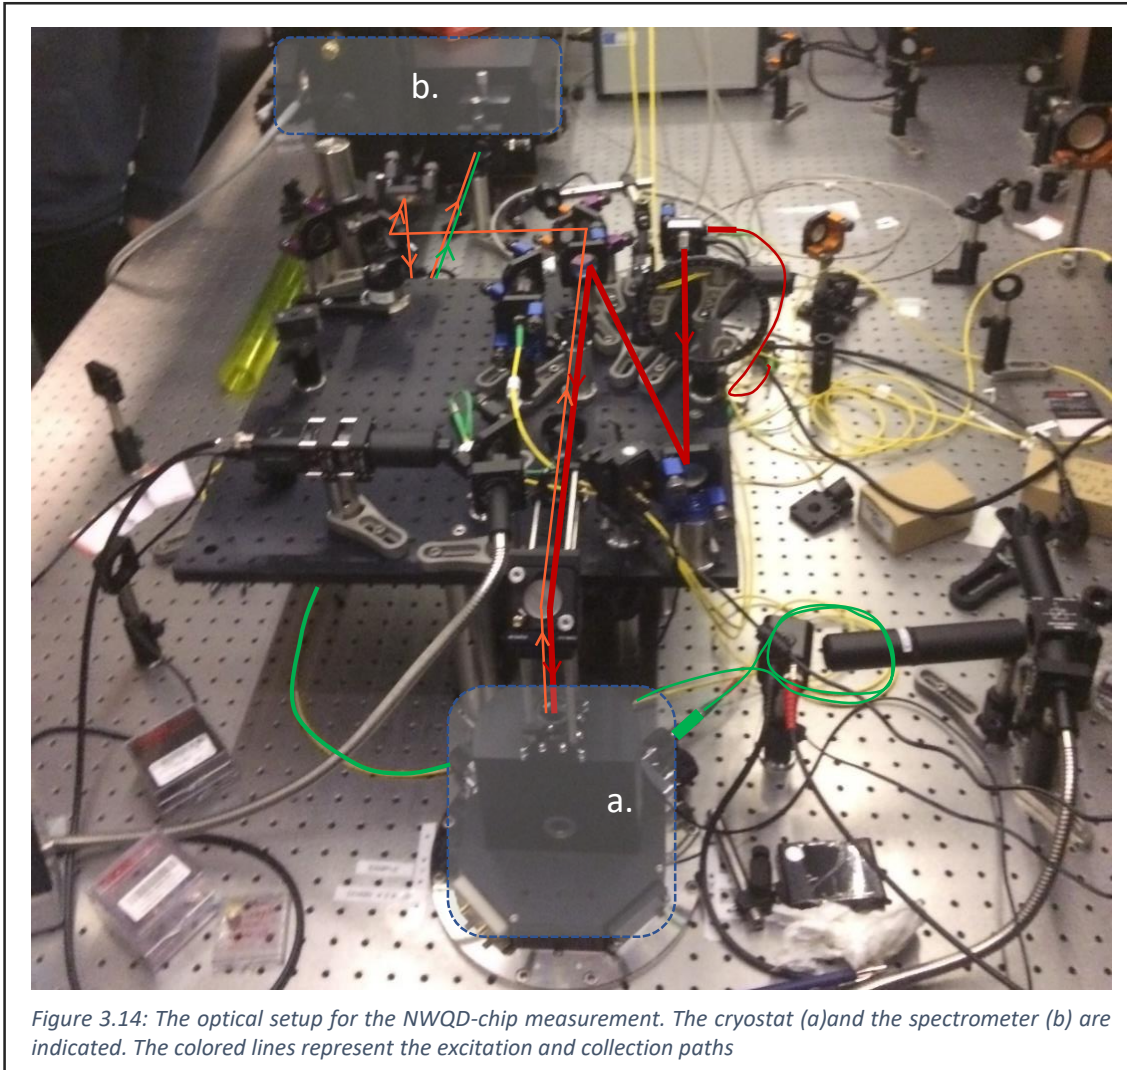 b.
a.
Figure 3.14: The optical setup for the NWQD-chip measurement. The cryostat (a)and the spectrometer (b) are
indicated. The colored lines represent the excitation and collection paths